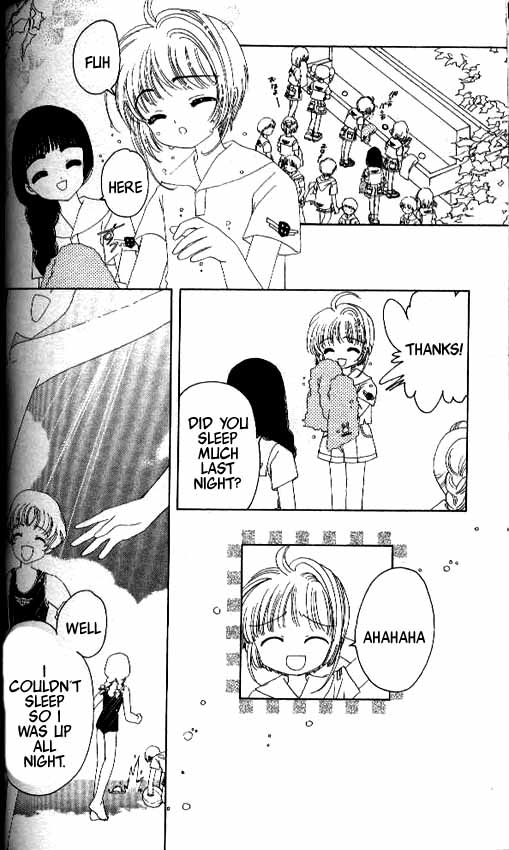 FUH
HERE
THANKS!
DID YOU
SLEEP
MUCH
LAST
NIGHT?
AHAHAHA
WELL
I
COULDN'T
SLEEP
SO I
WAS UP
ALL
NIGHT.